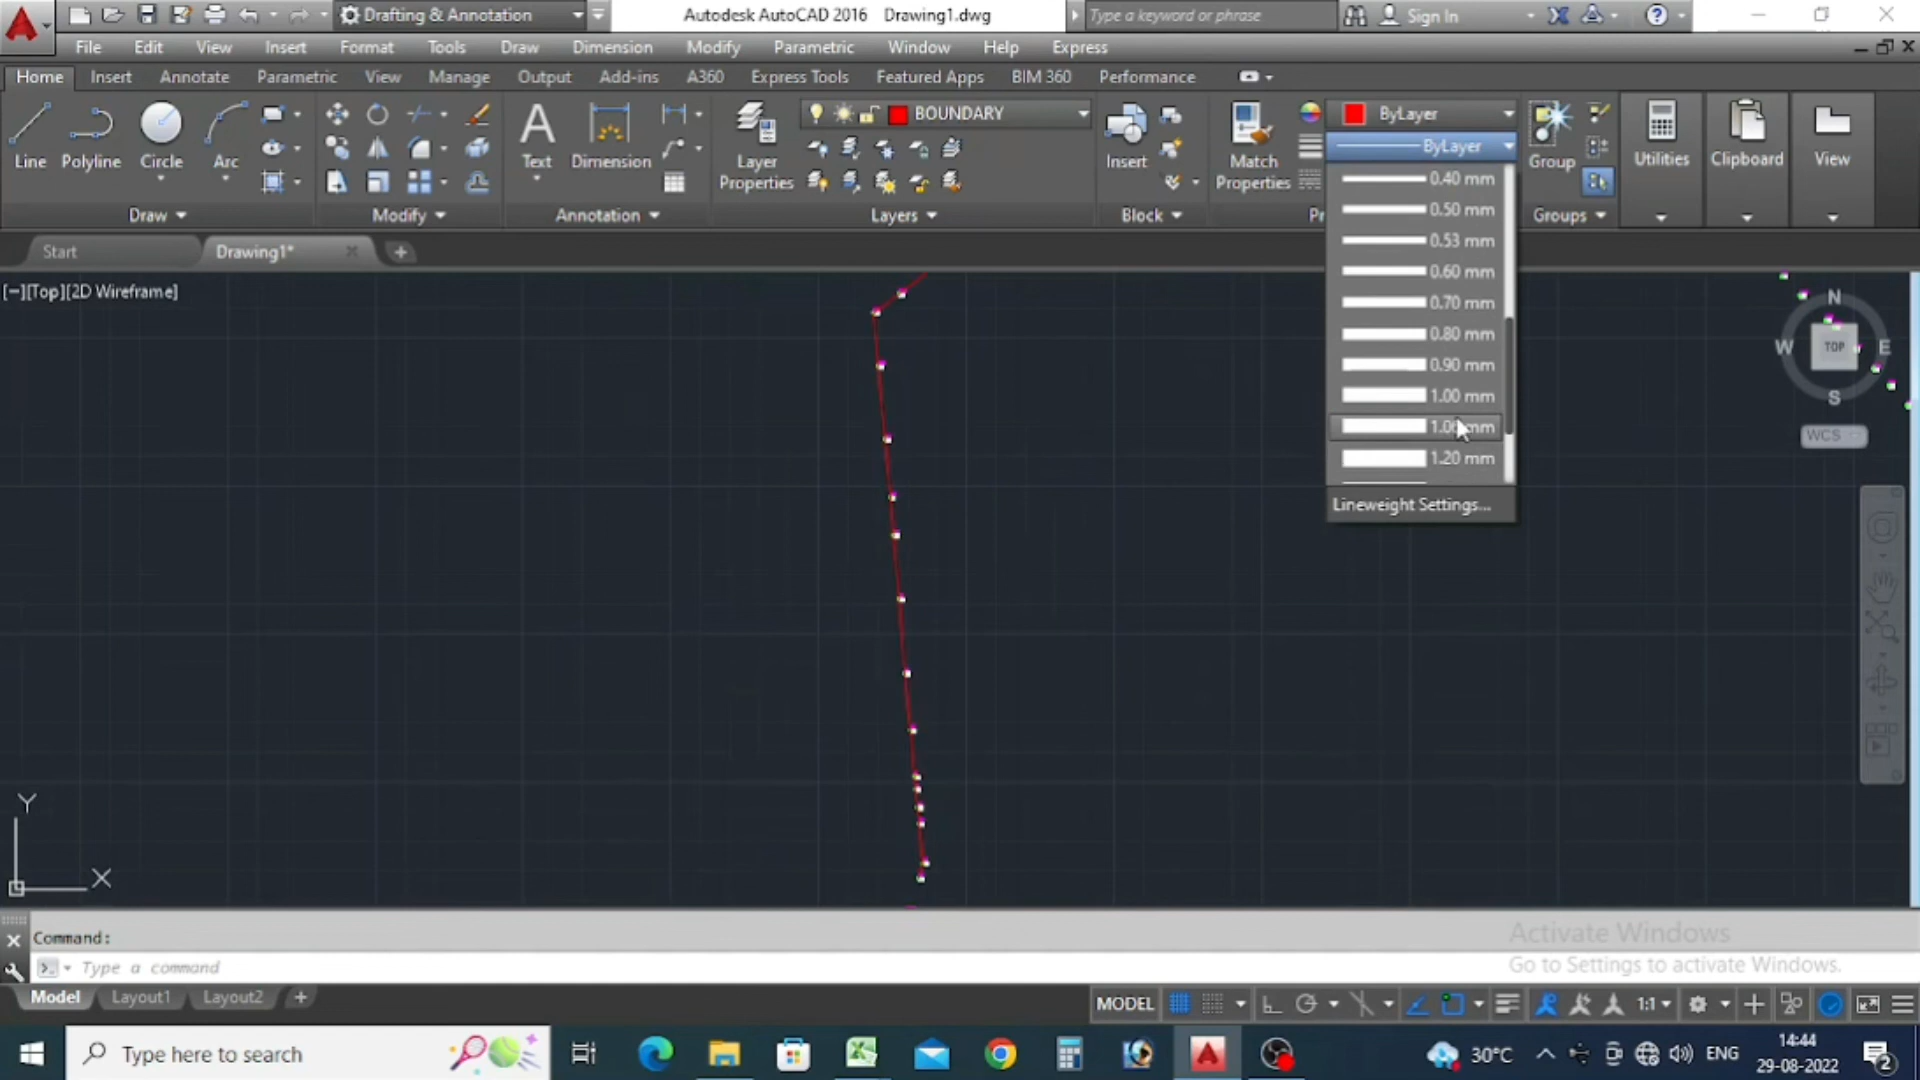 Drafting & Annotation
Autodesk AutoCAD 2016 Drawing1.dwg
Type a keyword or phrase
Sign In
File Edit View Insert Format Tools Draw Dimension Modify Parametric Window Help Express
Home Insert Annotate Parametric View Manage Output Add-ins A360 Express Tools Featured Apps BIM 360 Performance
BOUNDARY
ByLayer
ByLayer
Line Polyline Circle Arc
Text Dimension
Layer Properties
Insert
Match Properties
Group
Utilities
Clipboard
View
Draw Modify Annotation Layers Block Groups
0.40 mm
0.50 mm
0.53 mm
0.60 mm
0.70 mm
0.80 mm
0.90 mm
1.00 mm
1.20 mm
Lineweight Settings...
Start Drawing1*
[−][Top][2D Wireframe]
N
W TOP E
S
WCS
Y
X
Command:
Type a command
Activate Windows
Go to Settings to activate Windows.
Model Layout1 Layout2
MODEL 1:1
Type here to search
30°C ENG
14:44
29-08-2022
2